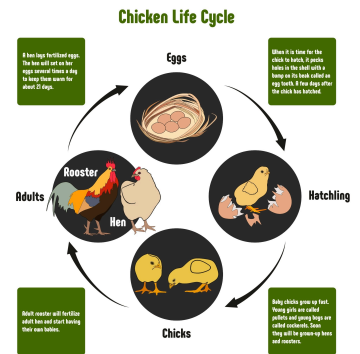 Chicken Life Cycle
A hen lays fertilized eggs.
The hen will set on her
eggs several times a day
to keep them warm for
about 21 days.
Eggs
When it is time for the
chick to hatch, it pecks
holes in the shell with a
bump on its beak called an
egg tooth. A few days after
the chick has hatched.
Rooster
Adults
Hen
Hatchling
Adult rooster will fertilize
adult hen and start having
their own babies.
Chicks
Baby chicks grow up fast.
Young girls are called
pullets and young boys are
called cockerels. Soon
they will be grown-up hens
and roosters.